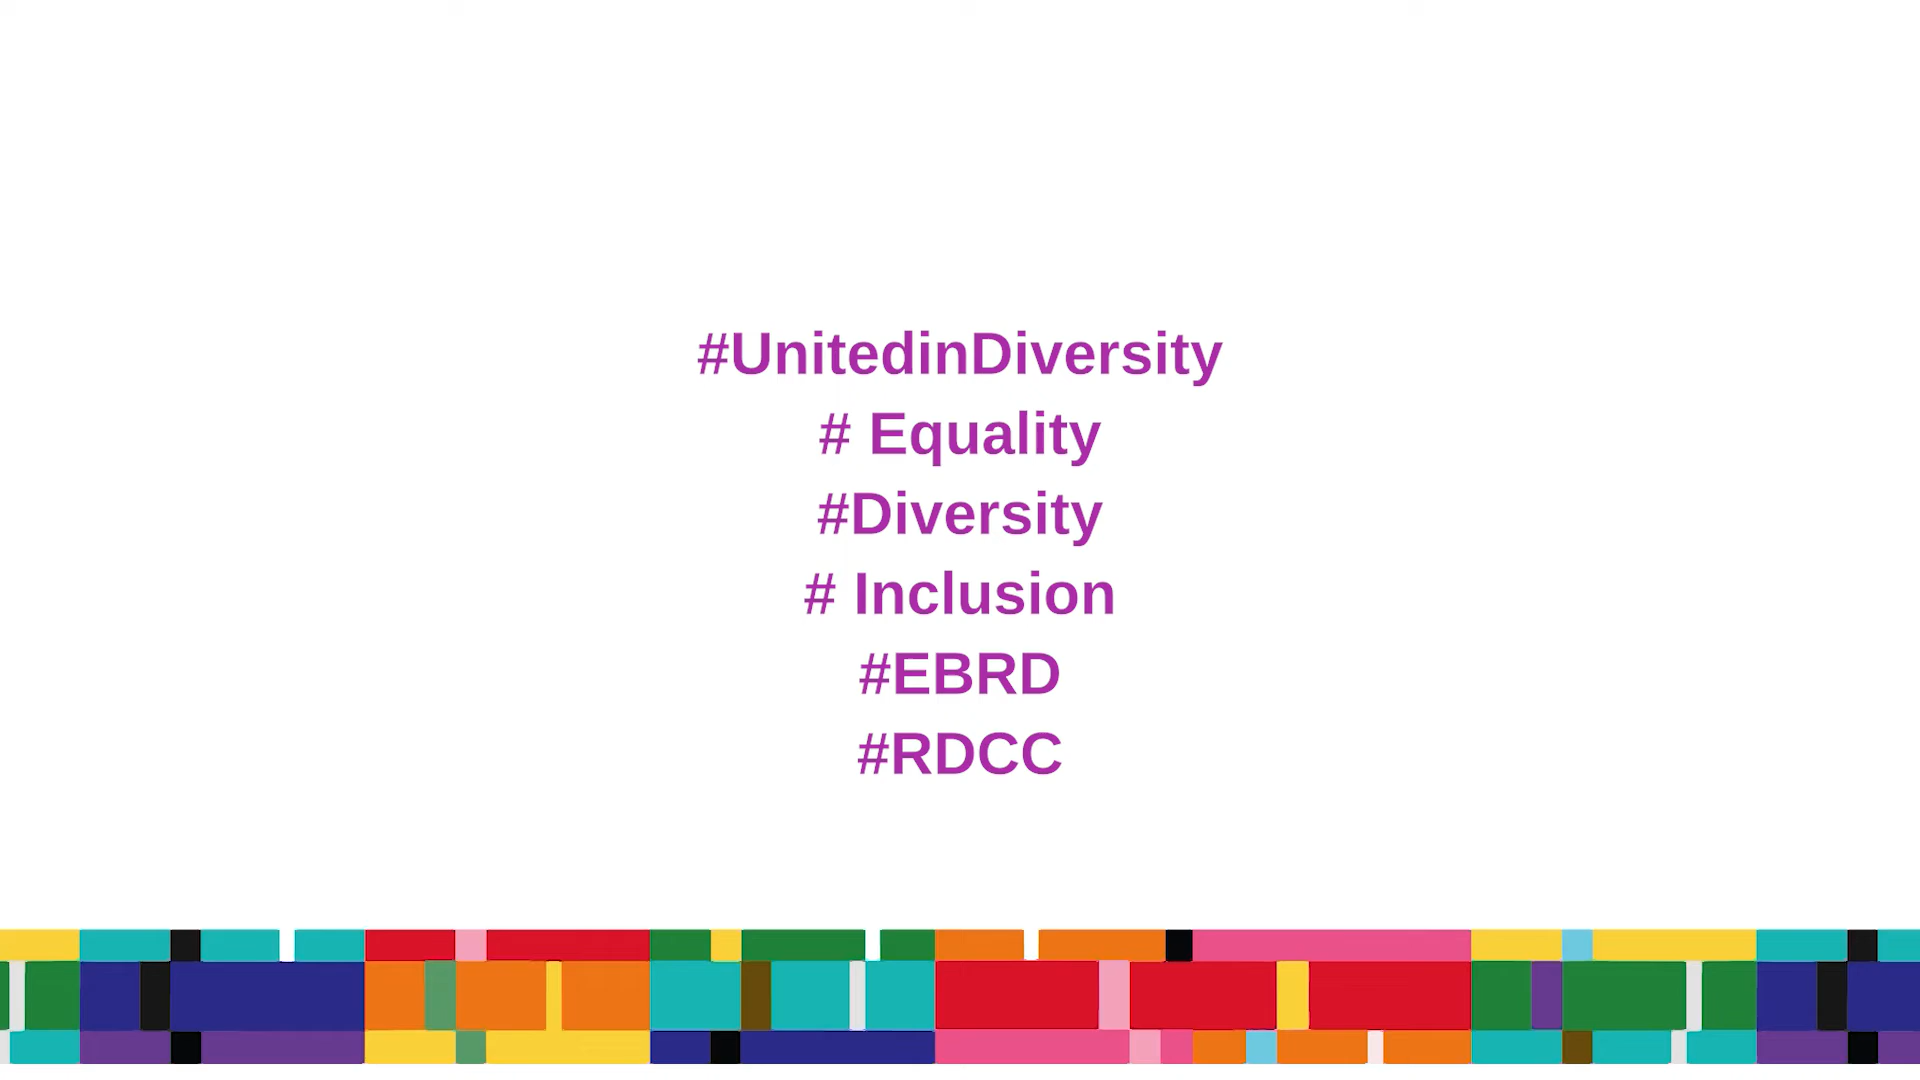 #UnitedinDiversity
# Equality
#Diversity
# Inclusion
#EBRD
#RDCC